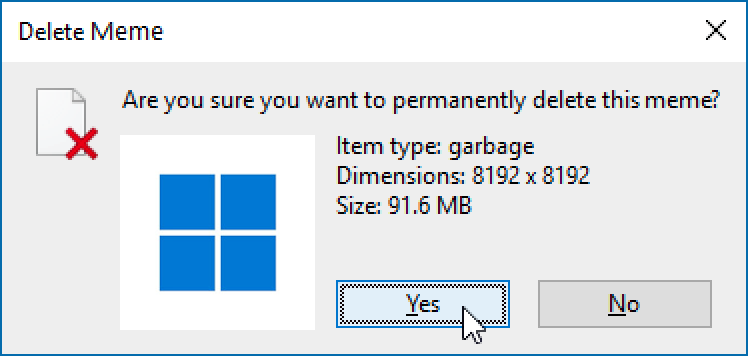 Delete Meme
Are you sure you want to permanently delete this meme?
Item type: garbage
Dimensions: 8192 x 8192
Size: 91.6 MB
Yes
No